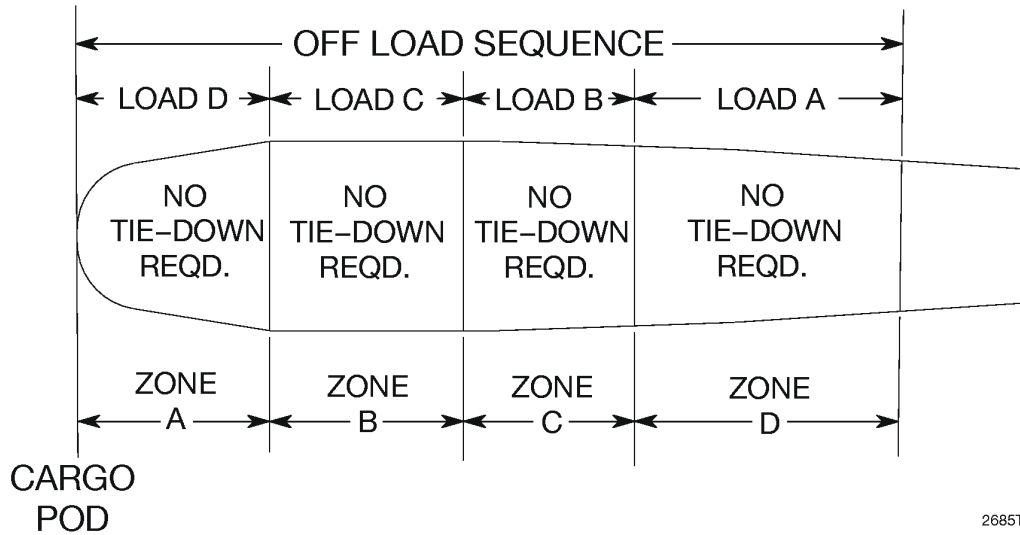 OFF LOAD SEQUENCE
LOAD D LOAD C LOAD B LOAD A
NO NO NO NO
TIE–DOWN TIE–DOWN TIE–DOWN TIE–DOWN
REQD. REQD. REQD. REQD.
ZONE ZONE ZONE ZONE
A B C D
CARGO
POD
2685T